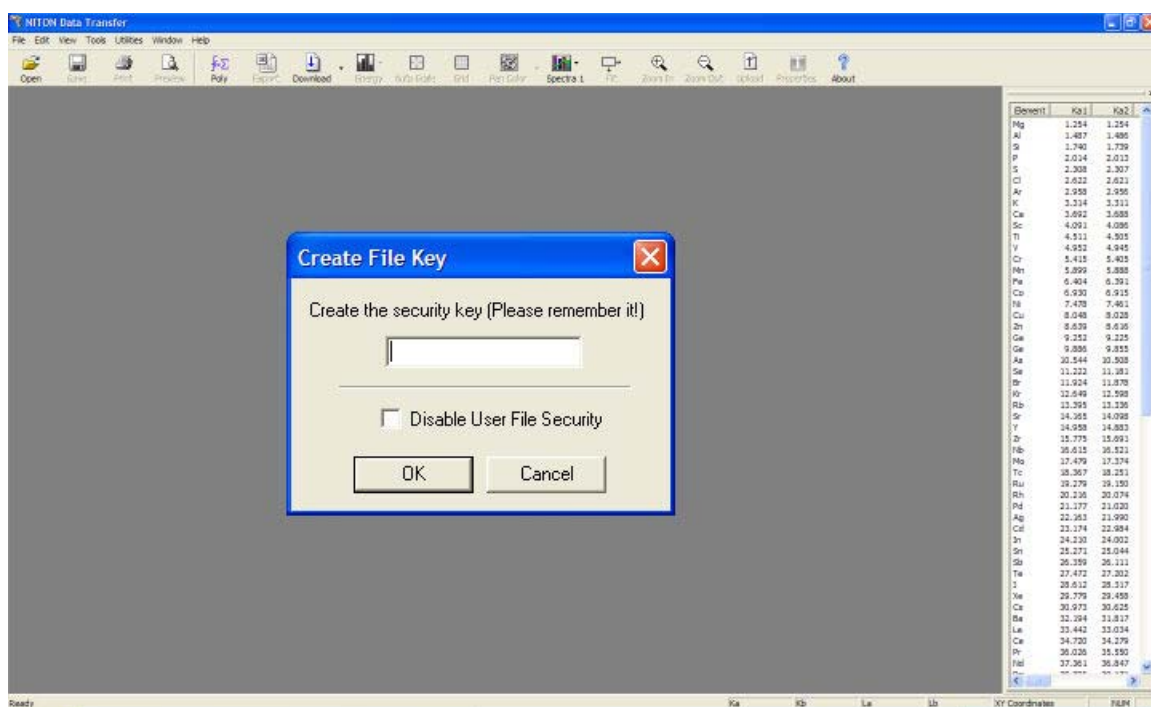 NITON Data Transfer
File Edit View Tools Utilities Window Help
Open Save Print Preview Poly Export Download Energy Auto Scale Grid Pen Color Spectra 1 Fit Zoom In Zoom Out Upload Properties About
Element Ka1 Ka2
Mg 1.254 1.254
Al 1.487 1.486
Si 1.740 1.739
P 2.014 2.013
S 2.308 2.307
Cl 2.622 2.621
Ar 2.958 2.956
K 3.314 3.311
Ca 3.692 3.688
Sc 4.091 4.086
Ti 4.511 4.505
V 4.952 4.945
Cr 5.415 5.405
Mn 5.899 5.888
Fe 6.404 6.391
Co 6.930 6.915
Ni 7.478 7.461
Cu 8.048 8.028
Zn 8.639 8.616
Ga 9.252 9.225
Ge 9.886 9.855
As 10.544 10.508
Se 11.222 11.181
Br 11.924 11.878
Kr 12.649 12.598
Rb 13.395 13.336
Sr 14.165 14.098
Y 14.958 14.883
Zr 15.775 15.691
Nb 16.615 16.521
Mo 17.479 17.374
Tc 18.367 18.251
Ru 19.279 19.150
Rh 20.216 20.074
Pd 21.177 21.020
Ag 22.163 21.990
Cd 23.174 22.984
In 24.210 24.002
Sn 25.271 25.044
Sb 26.359 26.111
Te 27.472 27.202
I 28.612 28.317
Xe 29.779 29.458
Cs 30.973 30.625
Ba 32.194 31.817
La 33.442 33.034
Ce 34.720 34.279
Pr 36.026 35.550
Nd 37.361 36.847
Create File Key
Create the security key (Please remember it!)
Disable User File Security
OK Cancel
Ready Ka Kb La Lb XY Coordinates NUM